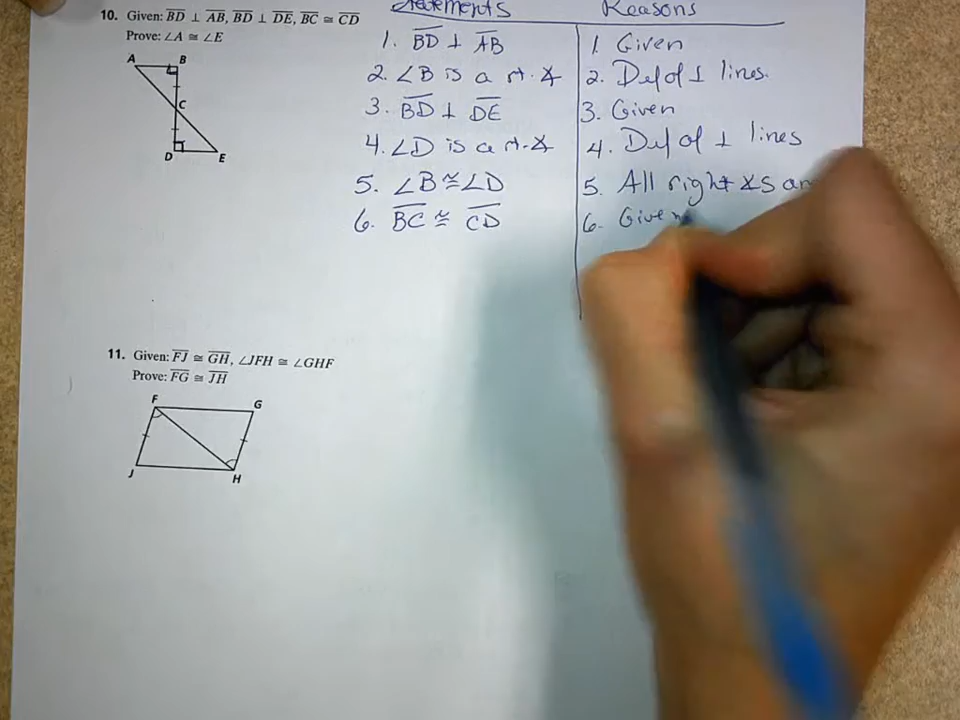 10. Given: BD ⊥ AB, BD ⊥ DE, BC ≅ CD
Prove: ∠A ≅ ∠E
A B
C
D E
Statements Reasons
1. BD ⊥ AB 1. Given
2. ∠B is a rt. ∡ 2. Def of ⊥ lines.
3. BD ⊥ DE 3. Given
4. ∠D is a rt. ∡ 4. Def of ⊥ lines
5. ∠B ≅ ∠D 5. All right ∡s
6. BC ≅ CD 6. Given
11. Given: FJ ≅ GH, ∠JFH ≅ ∠GHF
Prove: FG ≅ JH
F G
J H